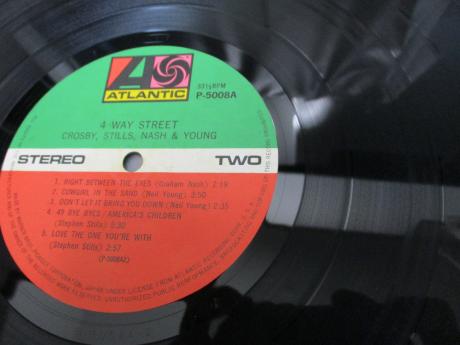 ATLANTIC
33⅓RPM
P-5008A
4 WAY STREET
CROSBY, STILLS, NASH & YOUNG
STEREO
TWO
1. RIGHT BETWEEN THE EYES (Graham Nash) 2:19
2. COWGIRL IN THE SAND (Neil Young) 3:50
3. DON'T LET IT BRING YOU DOWN (Neil Young) 2:35
4. 49 BYE BYES / AMERICA'S CHILDREN
(Stephen Stills) 5:30
5. LOVE THE ONE YOU'RE WITH
(Stephen Stills) 2:57
(P-5008A2)